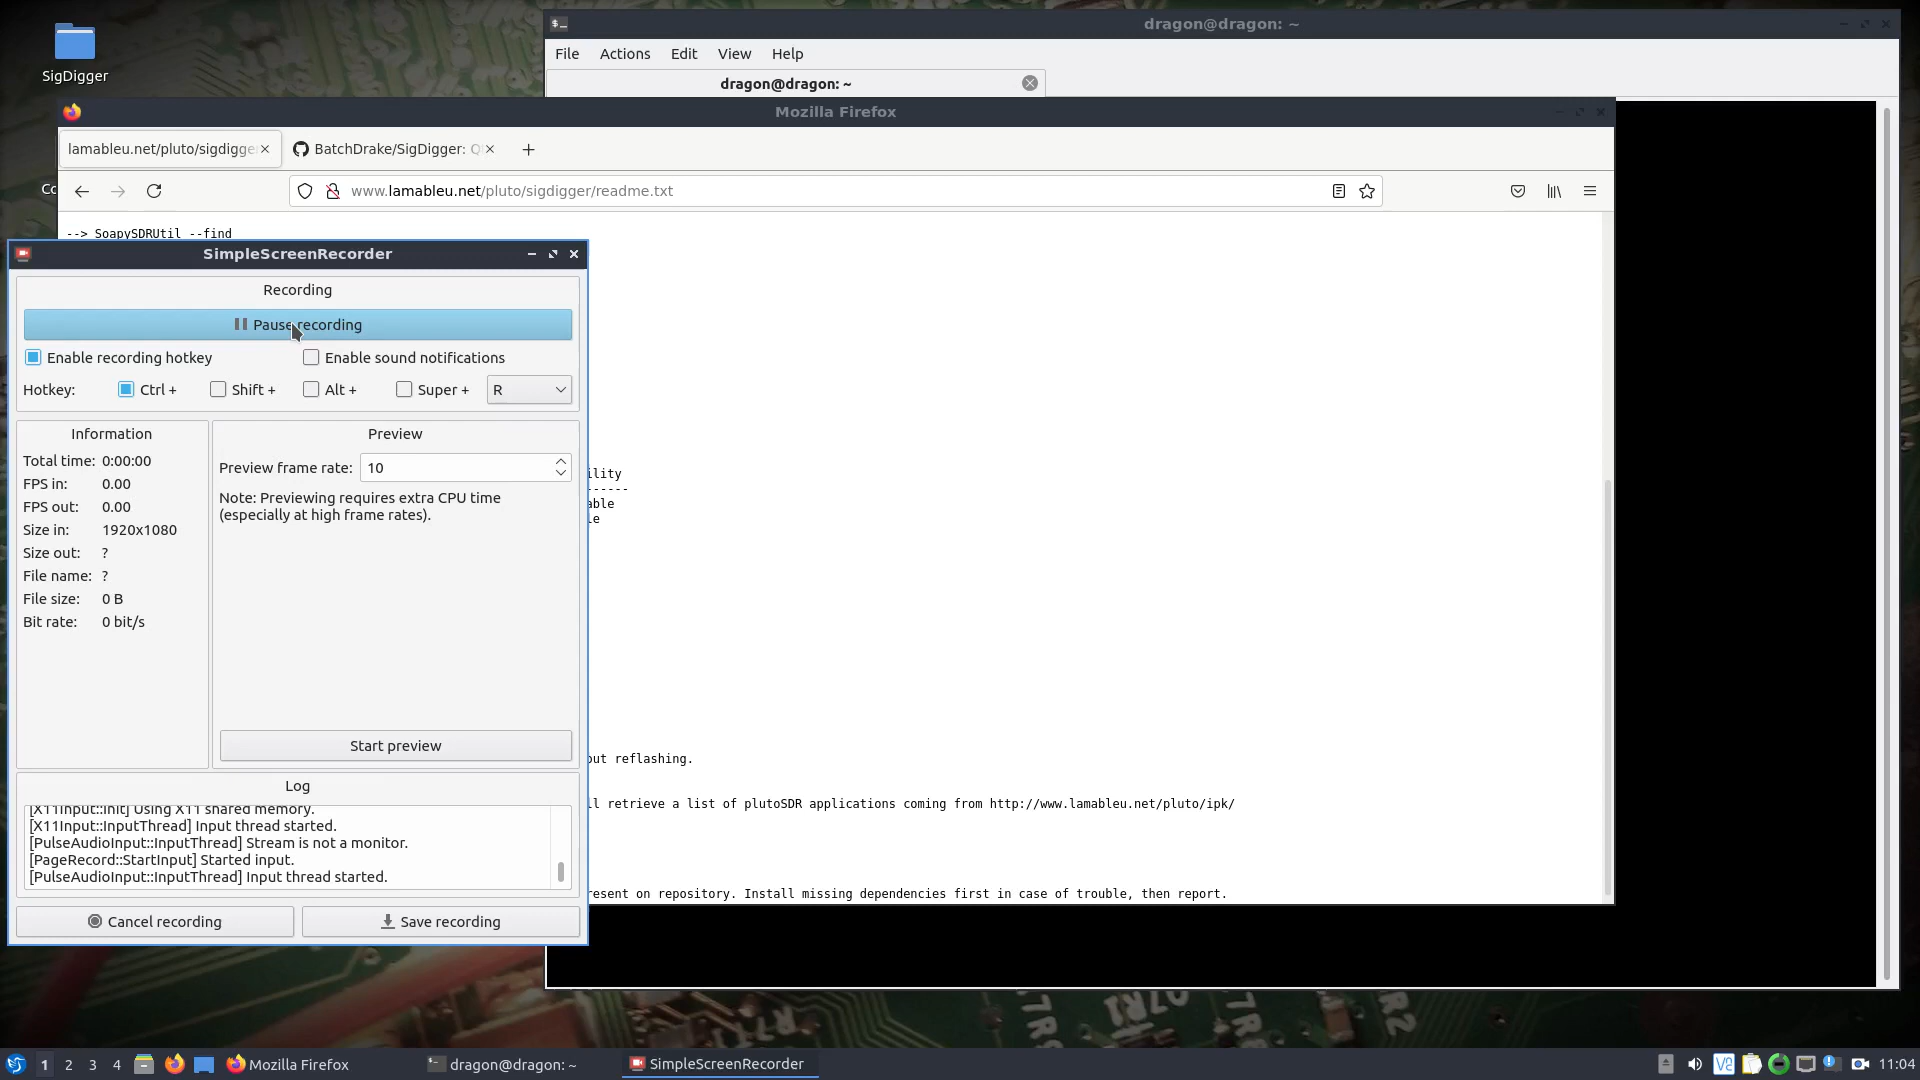 SigDigger
dragon@dragon: ~
File Actions Edit View Help
dragon@dragon: ~
Mozilla Firefox
lamableu.net/pluto/sigdigge
BatchDrake/SigDigger: Q
www.lamableu.net/pluto/sigdigger/readme.txt
--> SoapySDRUtil --find
Co
SimpleScreenRecorder
Recording
Pause recording
Enable recording hotkey
Enable sound notifications
Hotkey: Ctrl + Shift + Alt + Super + R
Information
Total time: 0:00:00
FPS in: 0.00
FPS out: 0.00
Size in: 1920x1080
Size out: ?
File name: ?
File size: 0 B
Bit rate: 0 bit/s
Preview
Preview frame rate: 10
Note: Previewing requires extra CPU time
(especially at high frame rates).
Start preview
Log
[X11Input::Init] Using X11 shared memory.
[X11Input::InputThread] Input thread started.
[PulseAudioInput::InputThread] Stream is not a monitor.
[PageRecord::StartInput] Started input.
[PulseAudioInput::InputThread] Input thread started.
Cancel recording
Save recording
ility
------
able
le
out reflashing.
ll retrieve a list of plutoSDR applications coming from http://www.lamableu.net/pluto/ipk/
resent on repository. Install missing dependencies first in case of trouble, then report.
1 2 3 4 Mozilla Firefox dragon@dragon: ~ SimpleScreenRecorder 11:04